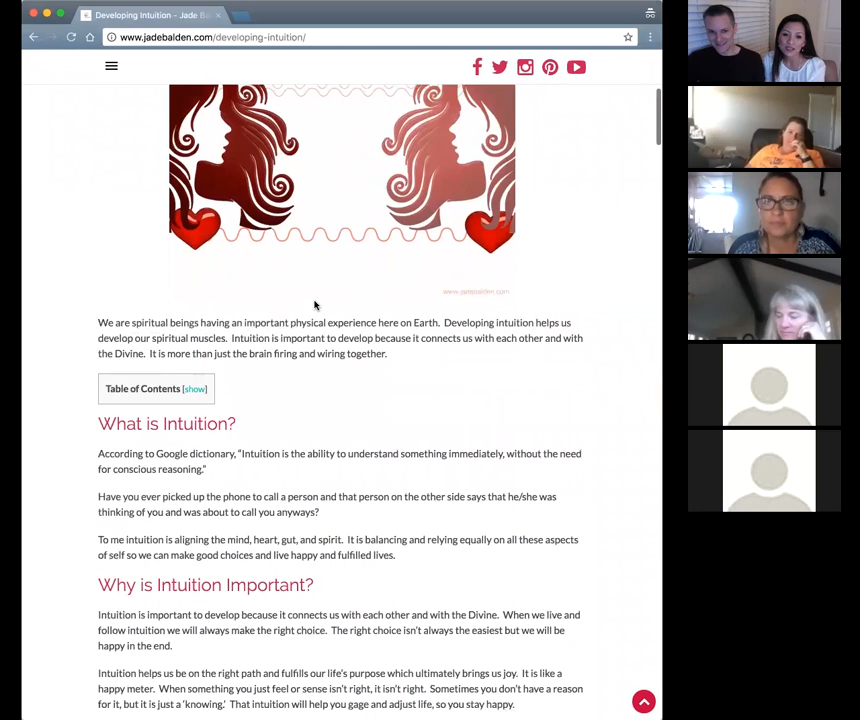 Developing Intuition - Jade Ba
www.jadebalden.com/developing-intuition/
www.jadebalden.com
We are spiritual beings having an important physical experience here on Earth. Developing intuition helps us
develop our spiritual muscles. Intuition is important to develop because it connects us with each other and with
the Divine. It is more than just the brain firing and wiring together.
Table of Contents [show]
What is Intuition?
According to Google dictionary, “Intuition is the ability to understand something immediately, without the need
for conscious reasoning.”
Have you ever picked up the phone to call a person and that person on the other side says that he/she was
thinking of you and was about to call you anyways?
To me intuition is aligning the mind, heart, gut, and spirit. It is balancing and relying equally on all these aspects
of self so we can make good choices and live happy and fulfilled lives.
Why is Intuition Important?
Intuition is important to develop because it connects us with each other and with the Divine. When we live and
follow intuition we will always make the right choice. The right choice isn’t always the easiest but we will be
happy in the end.
Intuition helps us be on the right path and fulfills our life’s purpose which ultimately brings us joy. It is like a
happy meter. When something you just feel or sense isn’t right, it isn’t right. Sometimes you don’t have a reason
for it, but it is just a ‘knowing.’ That intuition will help you gage and adjust life, so you stay happy.